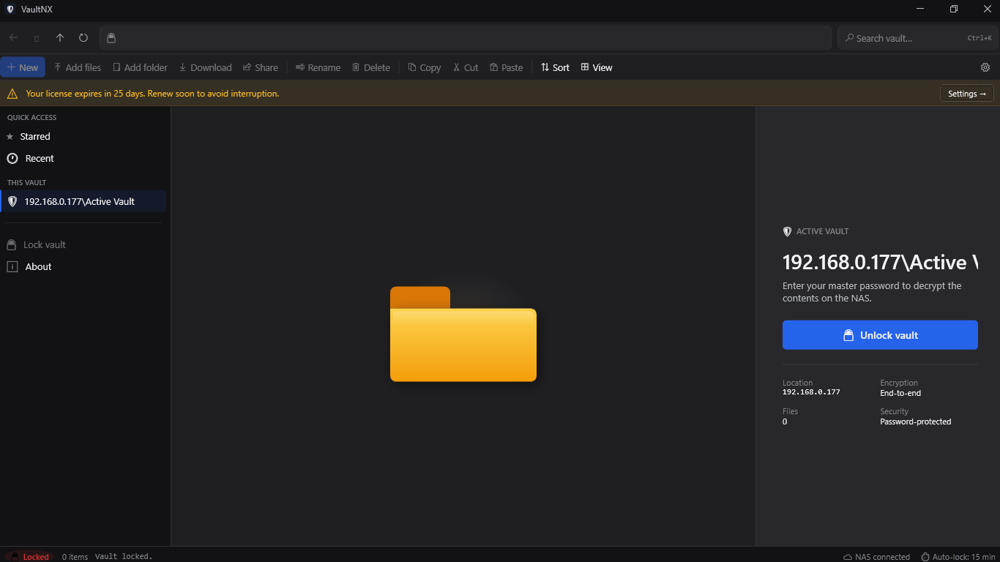 VaultNX
Search vault... Ctrl+K
New Add files Add folder Download Share Rename Delete Copy Cut Paste Sort View
Your license expires in 25 days. Renew soon to avoid interruption. Settings →
QUICK ACCESS
Starred
Recent
THIS VAULT
192.168.0.177\Active Vault
Lock vault
About
ACTIVE VAULT
192.168.0.177\Active
Enter your master password to decrypt the
contents on the NAS.
Unlock vault
Location Encryption
192.168.0.177 End-to-end
Files Security
0 Password-protected
Locked 0 items Vault locked. NAS connected Auto-lock: 15 min